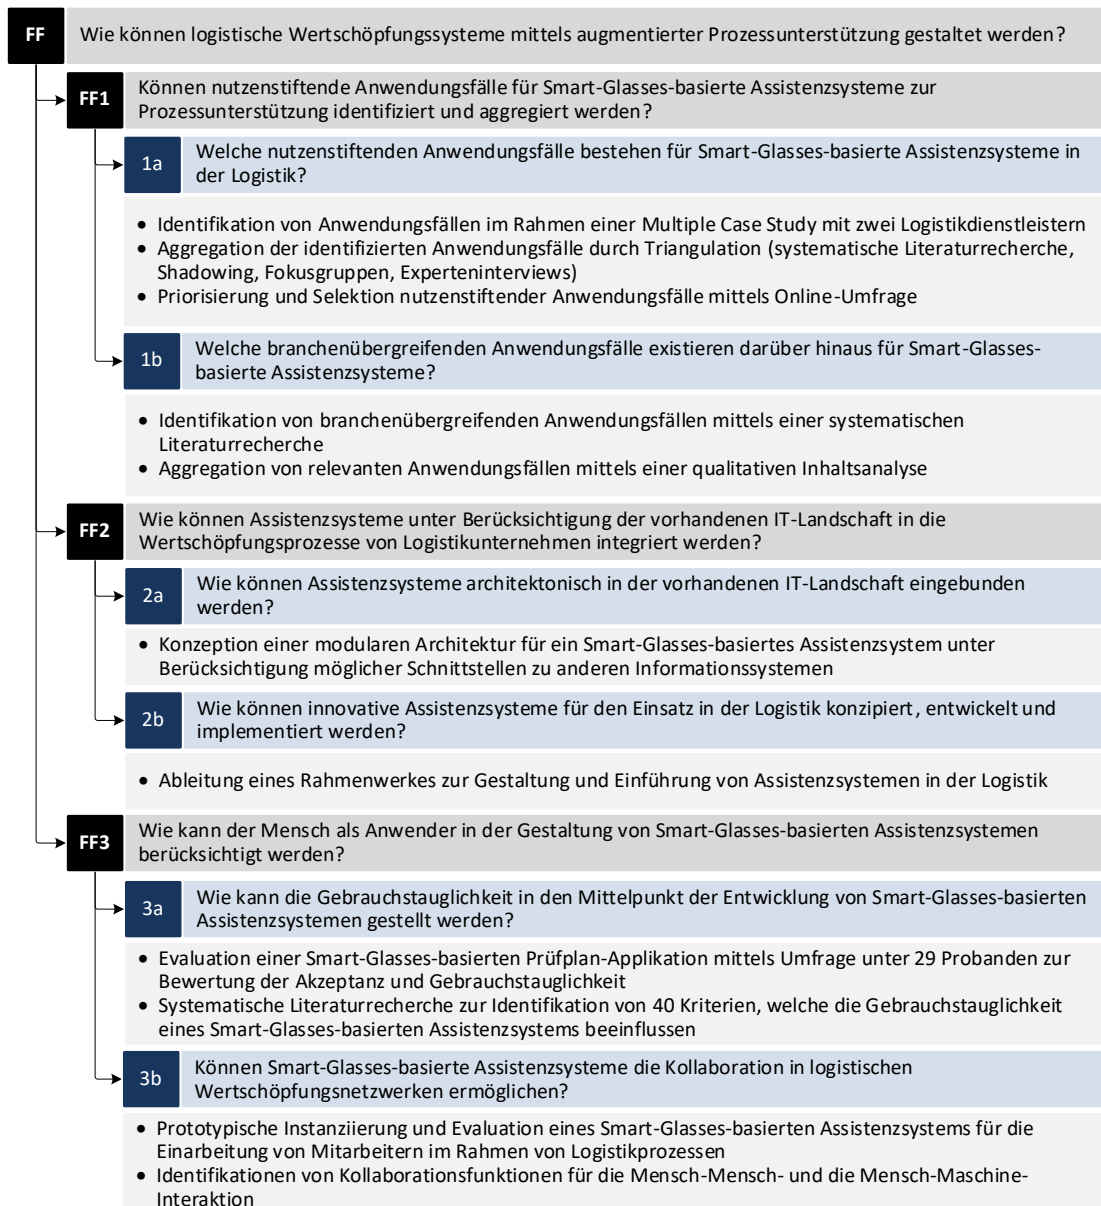 FF Wie können logistische Wertschöpfungssysteme mittels augmentierter Prozessunterstützung gestaltet werden?
FF1 Können nutzenstiftende Anwendungsfälle für Smart-Glasses-basierte Assistenzsysteme zur
Prozessunterstützung identifiziert und aggregiert werden?
1a Welche nutzenstiftenden Anwendungsfälle bestehen für Smart-Glasses-basierte Assistenzsysteme in
der Logistik?
• Identifikation von Anwendungsfällen im Rahmen einer Multiple Case Study mit zwei Logistikdienstleistern
• Aggregation der identifizierten Anwendungsfälle durch Triangulation (systematische Literaturrecherche,
Shadowing, Fokusgruppen, Experteninterviews)
• Priorisierung und Selektion nutzenstiftender Anwendungsfälle mittels Online-Umfrage
1b Welche branchenübergreifenden Anwendungsfälle existieren darüber hinaus für Smart-Glasses-
basierte Assistenzsysteme?
• Identifikation von branchenübergreifenden Anwendungsfällen mittels einer systematischen
Literaturrecherche
• Aggregation von relevanten Anwendungsfällen mittels einer qualitativen Inhaltsanalyse
FF2 Wie können Assistenzsysteme unter Berücksichtigung der vorhandenen IT-Landschaft in die
Wertschöpfungsprozesse von Logistikunternehmen integriert werden?
2a Wie können Assistenzsysteme architektonisch in der vorhandenen IT-Landschaft eingebunden
werden?
• Konzeption einer modularen Architektur für ein Smart-Glasses-basiertes Assistenzsystem unter
Berücksichtigung möglicher Schnittstellen zu anderen Informationssystemen
2b Wie können innovative Assistenzsysteme für den Einsatz in der Logistik konzipiert, entwickelt und
implementiert werden?
• Ableitung eines Rahmenwerkes zur Gestaltung und Einführung von Assistenzsystemen in der Logistik
FF3 Wie kann der Mensch als Anwender in der Gestaltung von Smart-Glasses-basierten Assistenzsystemen
berücksichtigt werden?
3a Wie kann die Gebrauchstauglichkeit in den Mittelpunkt der Entwicklung von Smart-Glasses-basierten
Assistenzsystemen gestellt werden?
• Evaluation einer Smart-Glasses-basierten Prüfplan-Applikation mittels Umfrage unter 29 Probanden zur
Bewertung der Akzeptanz und Gebrauchstauglichkeit
• Systematische Literaturrecherche zur Identifikation von 40 Kriterien, welche die Gebrauchstauglichkeit
eines Smart-Glasses-basierten Assistenzsystems beeinflussen
3b Können Smart-Glasses-basierte Assistenzsysteme die Kollaboration in logistischen
Wertschöpfungsnetzwerken ermöglichen?
• Prototypische Instanziierung und Evaluation eines Smart-Glasses-basierten Assistenzsystems für die
Einarbeitung von Mitarbeitern im Rahmen von Logistikprozessen
• Identifikationen von Kollaborationsfunktionen für die Mensch-Mensch- und die Mensch-Maschine-
Interaktion